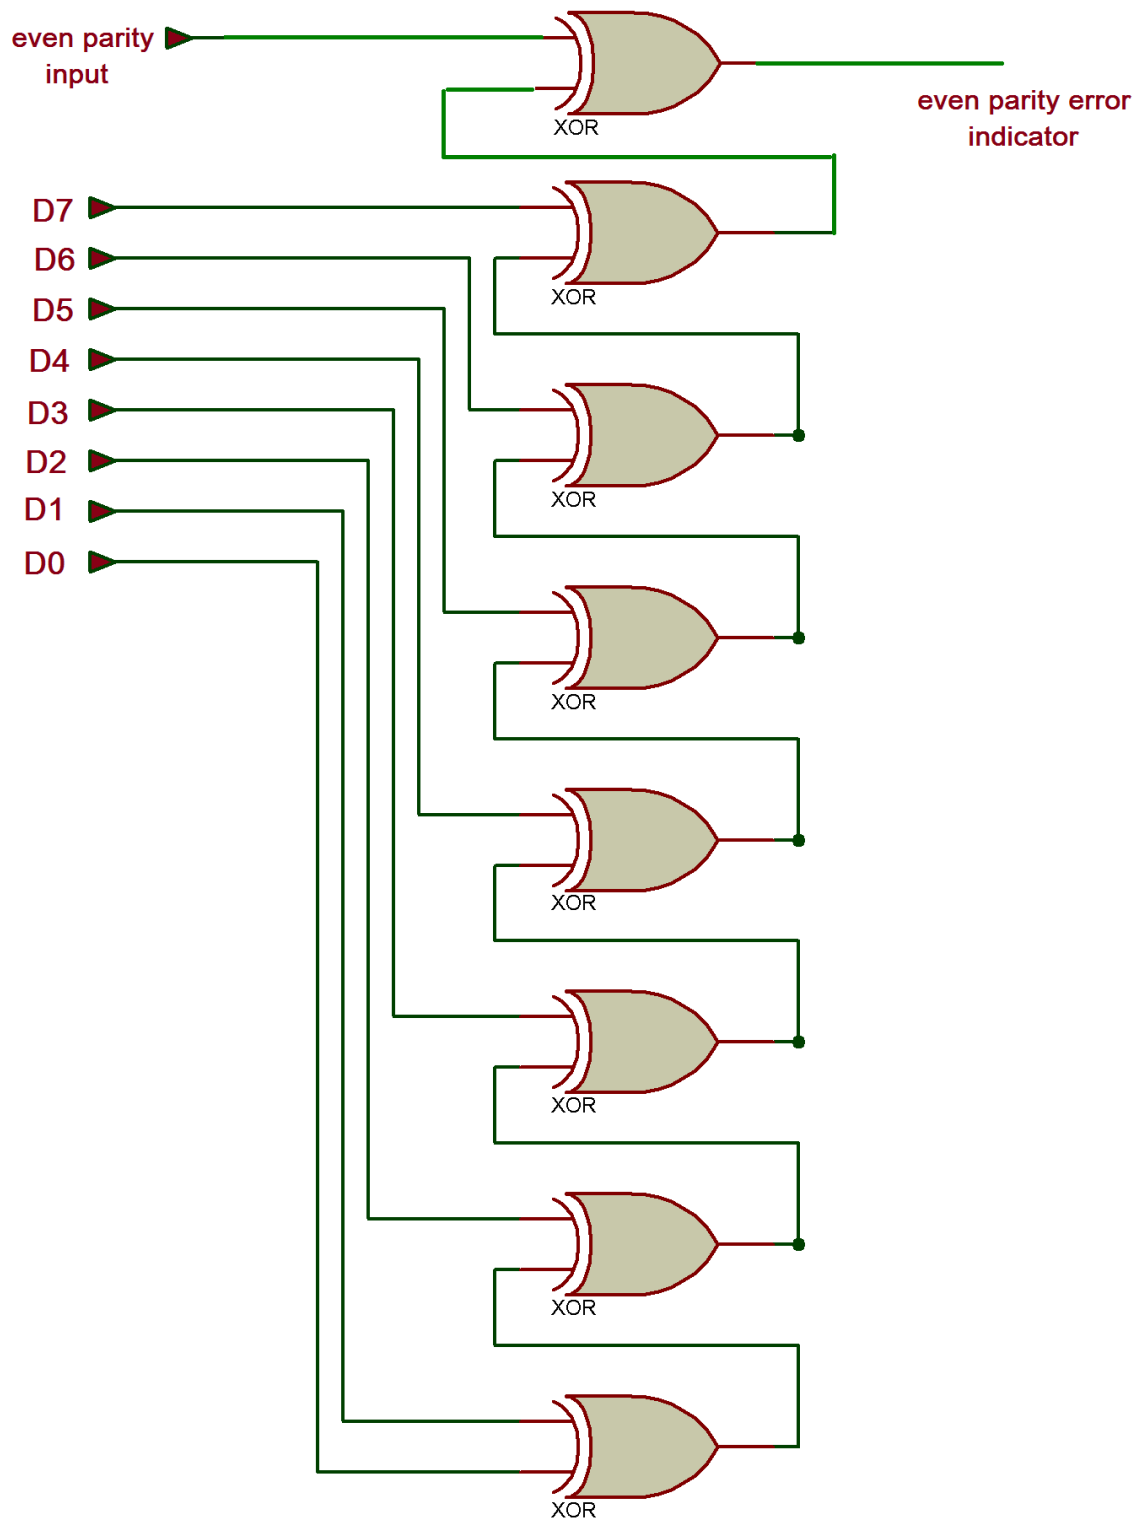 even parity
input
XOR
even parity error
indicator
D7
D6
D5
D4
D3
D2
D1
D0
XOR
XOR
XOR
XOR
XOR
XOR
XOR